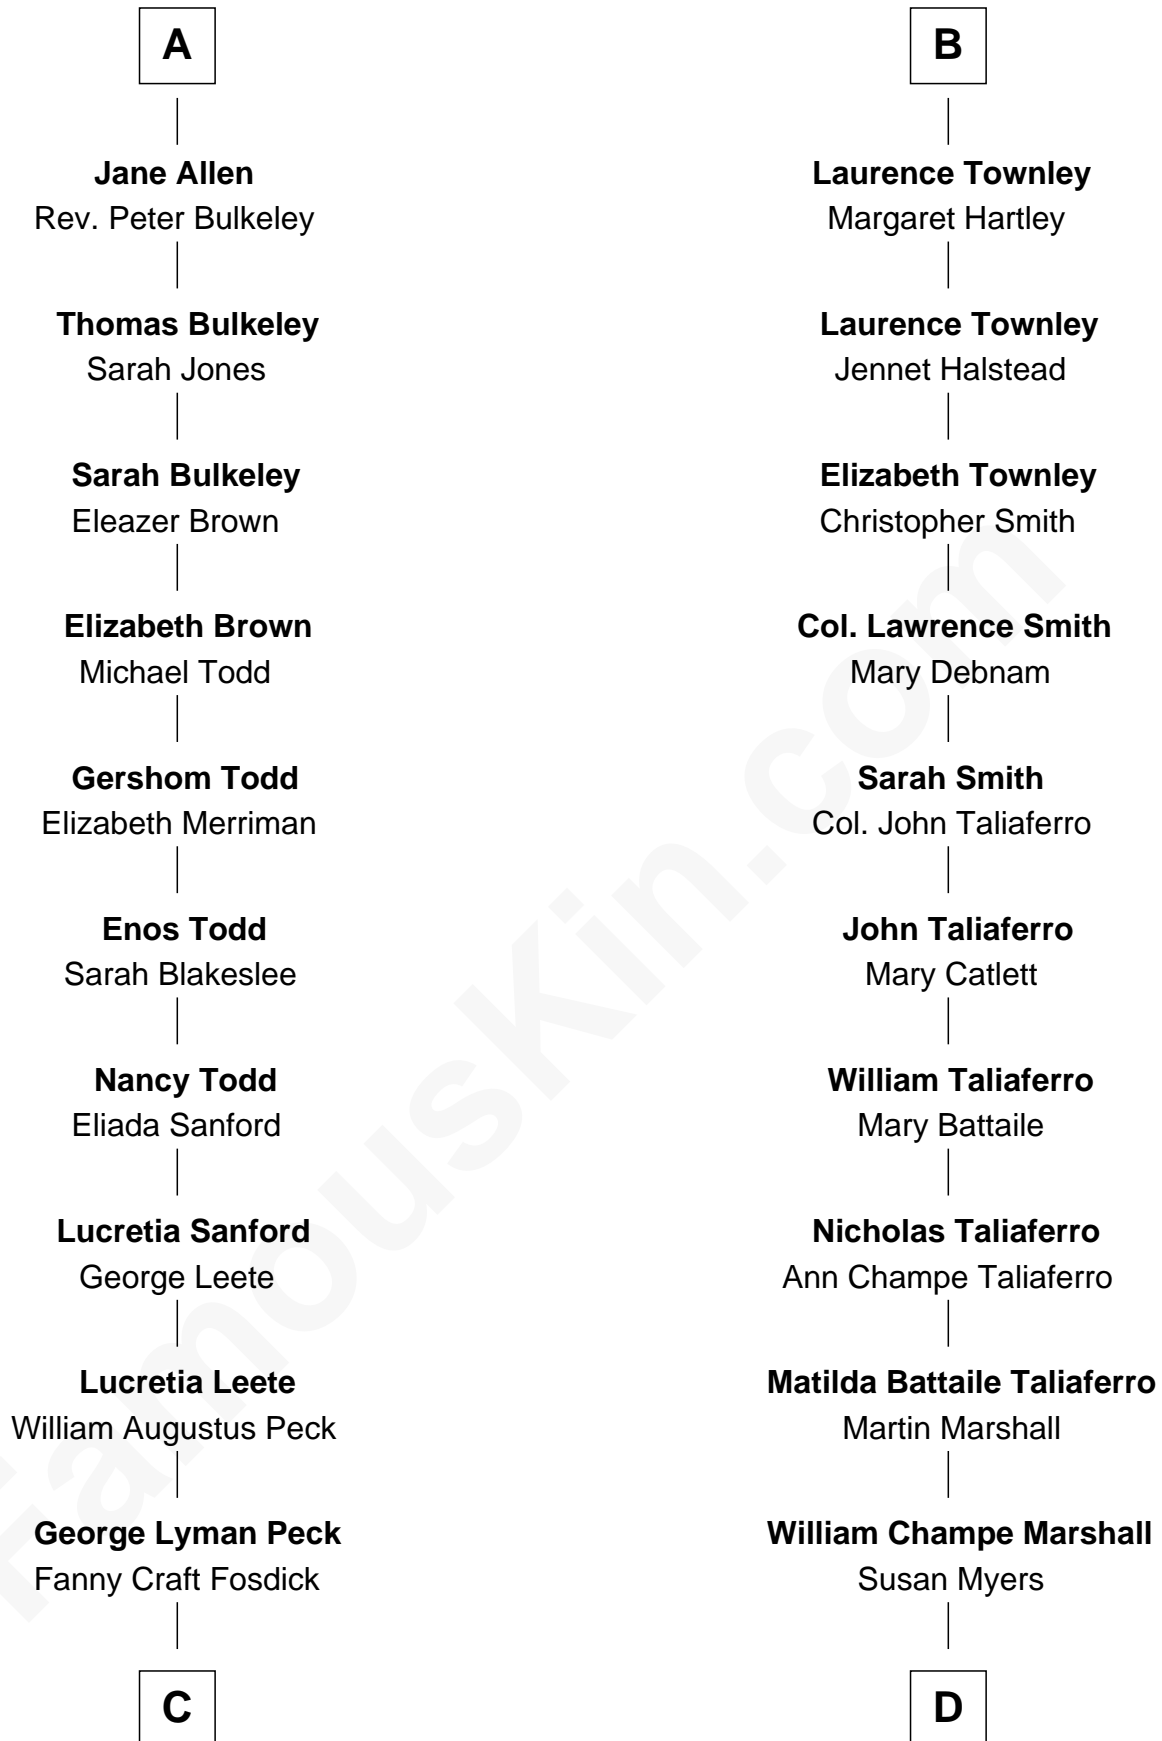 A
Jane Allen
Rev. Peter Bulkeley
Thomas Bulkeley
Sarah Jones
Sarah Bulkeley
Eleazer Brown
Elizabeth Brown
Michael Todd
Gershom Todd
Elizabeth Merriman
Enos Todd
Sarah Blakeslee
Nancy Todd
Eliada Sanford
Lucretia Sanford
George Leete
Lucretia Leete
William Augustus Peck
George Lyman Peck
Fanny Craft Fosdick
C
B
Laurence Townley
Margaret Hartley
Laurence Townley
Jennet Halstead
Elizabeth Townley
Christopher Smith
Col. Lawrence Smith
Mary Debnam
Sarah Smith
Col. John Taliaferro
John Taliaferro
Mary Catlett
William Taliaferro
Mary Battaile
Nicholas Taliaferro
Ann Champe Taliaferro
Matilda Battaile Taliaferro
Martin Marshall
William Champe Marshall
Susan Myers
D
FamousKin.com